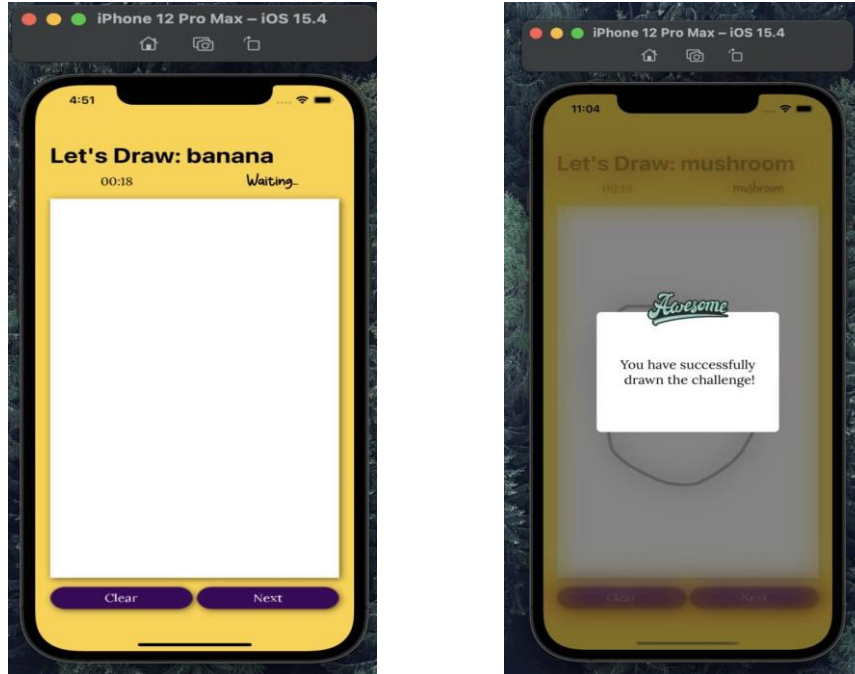 iPhone 12 Pro Max – iOS 15.4
4:51
Let's Draw: banana
00:18
Waiting...
Clear
Next
iPhone 12 Pro Max – iOS 15.4
11:04
Let's Draw: mushroom
00:19
mushroom
Awesome
You have successfully
drawn the challenge!
Clear
Next